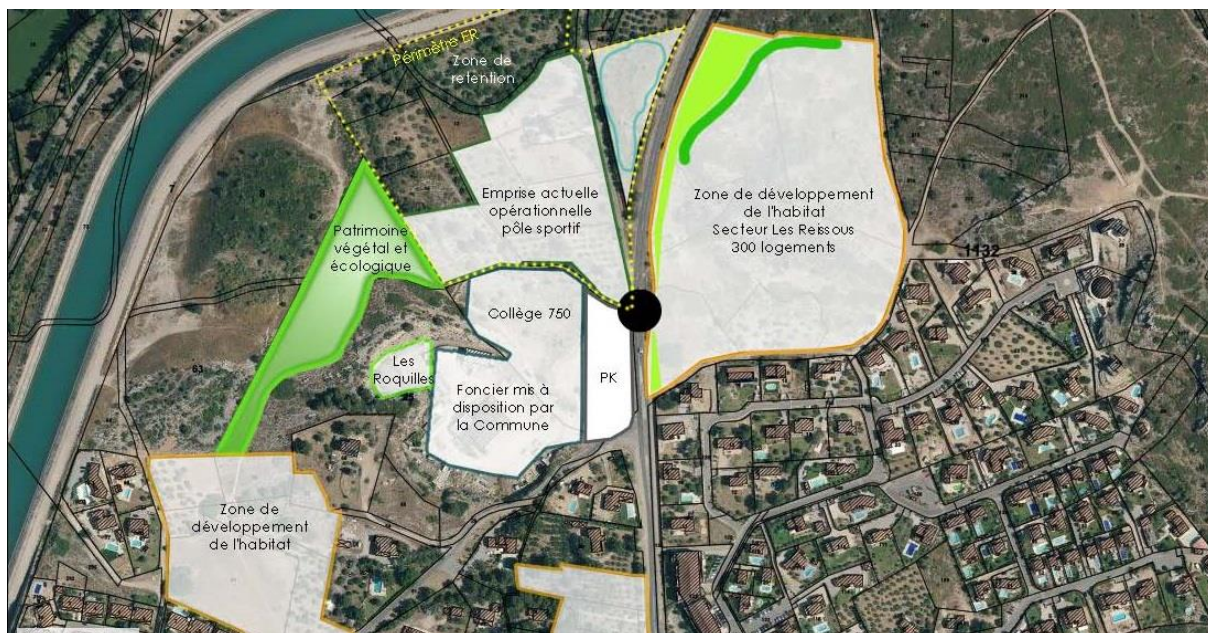 Périmètre ER
Zone de
retention
Emprise actuelle
opérationnelle
pôle sportif
Zone de développement
de l'habitat
Secteur Les Reissous
300 logements
1132
Patrimoine
végétal et
écologique
Collège 750
Les
Roquilles
Foncier mis à
disposition par
la Commune
PK
Zone de
développement
de l'habitat